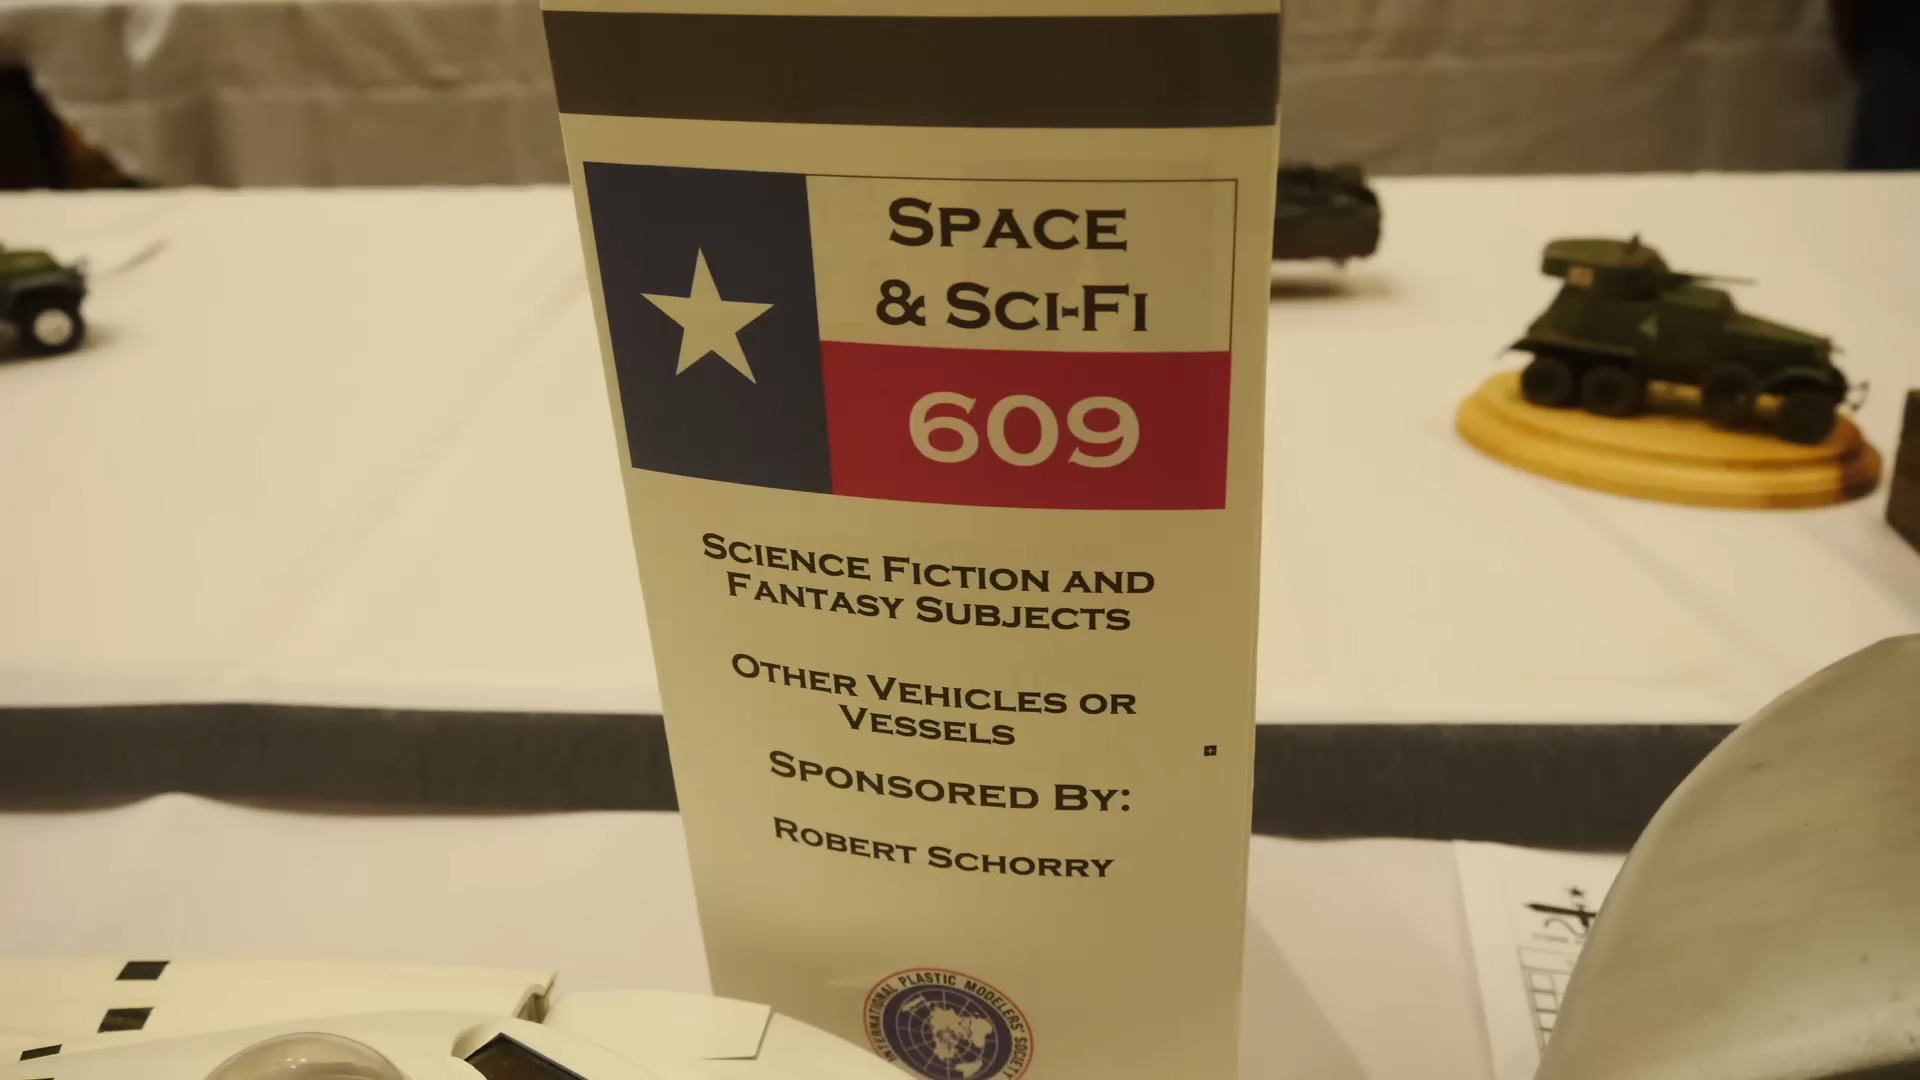 SPACE
& SCI-FI
609
SCIENCE FICTION AND
FANTASY SUBJECTS
OTHER VEHICLES OR
VESSELS
SPONSORED BY:
ROBERT SCHORRY
INTERNATIONAL PLASTIC MODELERS' SOCIETY